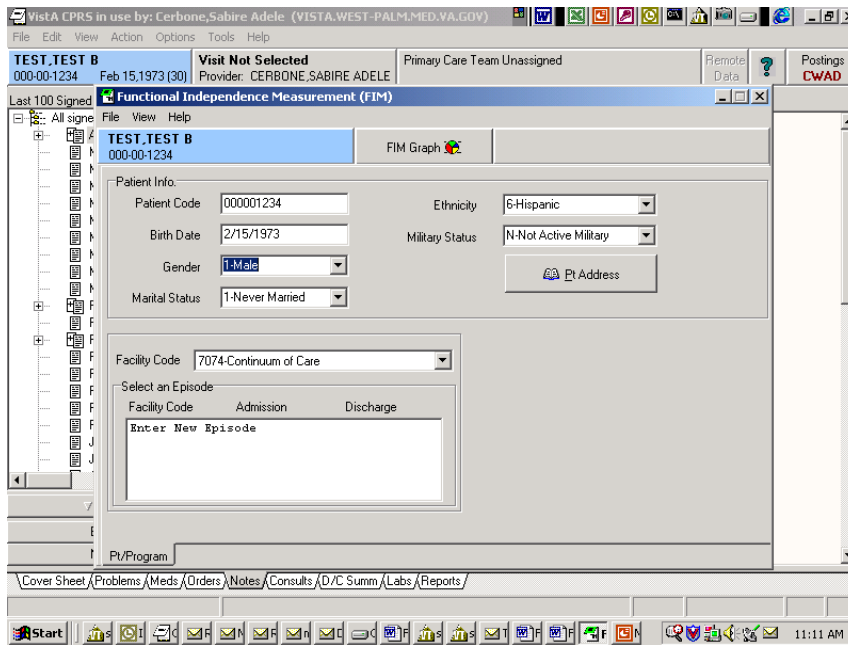 VistA CPRS in use by: Cerbone,Sabire Adele (VISTA.WEST-PALM.MED.VA.GOV)
File Edit View Action Options Tools Help
TEST,TEST B Visit Not Selected Primary Care Team Unassigned Remote Data ? Postings
000-00-1234 Feb 15,1973 (30) Provider: CERBONE,SABIRE ADELE CWAD
Last 100 Signed
All signe
Functional Independence Measurement (FIM)
File View Help
TEST,TEST B
000-00-1234
FIM Graph
Patient Info.
Patient Code 000001234 Ethnicity 6-Hispanic
Birth Date 2/15/1973 Military Status N-Not Active Military
Gender 1-Male Pt Address
Marital Status 1-Never Married
Facility Code 7074-Continuum of Care
Select an Episode
Facility Code Admission Discharge
Enter New Episode
Pt/Program
Cover Sheet Problems Meds Orders Notes Consults D/C Summ Labs Reports
Start 11:11 AM